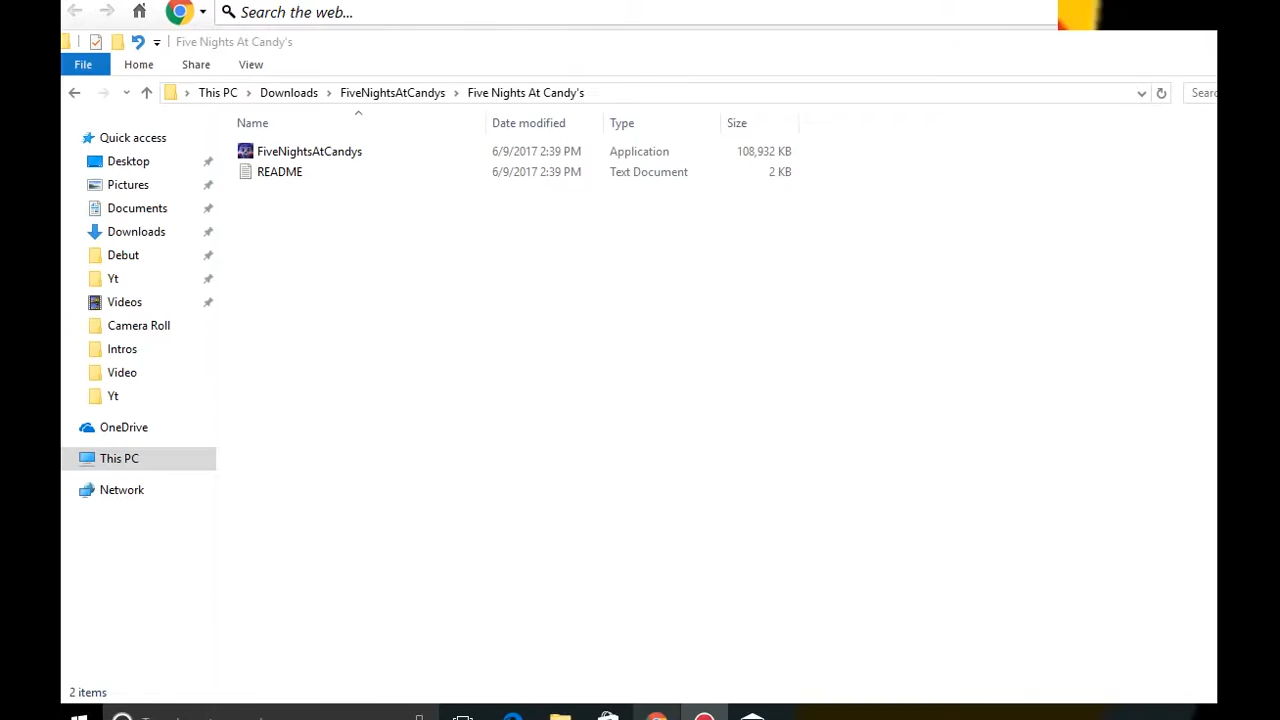 Search the web...
Five Nights At Candy's
File Home Share View
This PC Downloads FiveNightsAtCandys Five Nights At Candy's
Name Date modified Type Size
FiveNightsAtCandys 6/9/2017 2:39 PM Application 108,932 KB
README 6/9/2017 2:39 PM Text Document 2 KB
Quick access
Desktop
Pictures
Documents
Downloads
Debut
Yt
Videos
Camera Roll
Intros
Video
Yt
OneDrive
This PC
Network
2 items